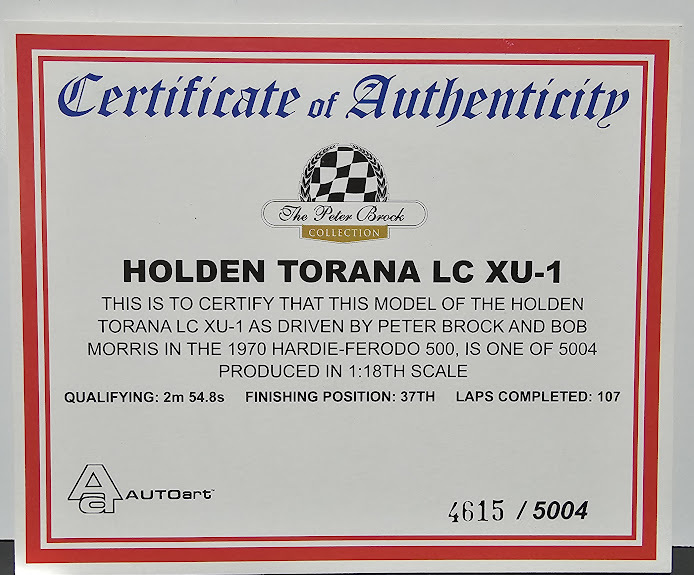 Certificate of Authenticity
The Peter Brock
COLLECTION
HOLDEN TORANA LC XU-1
THIS IS TO CERTIFY THAT THIS MODEL OF THE HOLDEN
TORANA LC XU-1 AS DRIVEN BY PETER BROCK AND BOB
MORRIS IN THE 1970 HARDIE-FERODO 500, IS ONE OF 5004
PRODUCED IN 1:18TH SCALE
QUALIFYING: 2m 54.8s FINISHING POSITION: 37TH LAPS COMPLETED: 107
Aa AUTOart™
4615 / 5004